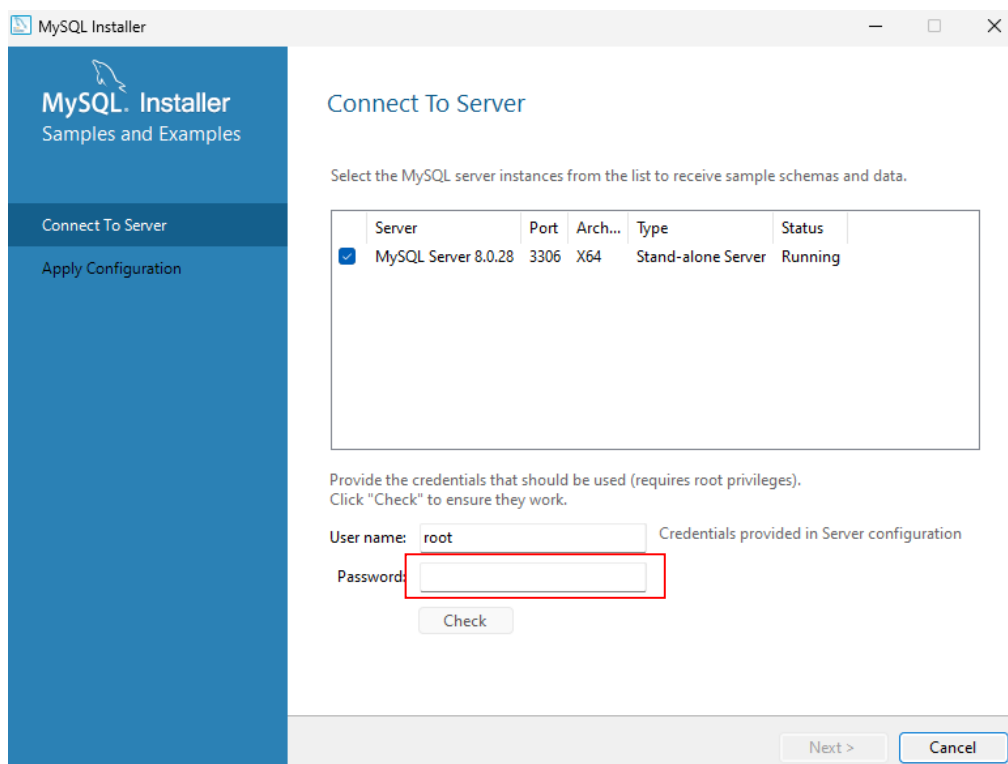 MySQL Installer
MySQL. Installer
Samples and Examples
Connect To Server
Apply Configuration
Connect To Server
Select the MySQL server instances from the list to receive sample schemas and data.
Server Port Arch... Type Status
MySQL Server 8.0.28 3306 X64 Stand-alone Server Running
Provide the credentials that should be used (requires root privileges).
Click "Check" to ensure they work.
User name: root Credentials provided in Server configuration
Password:
Check
Next > Cancel